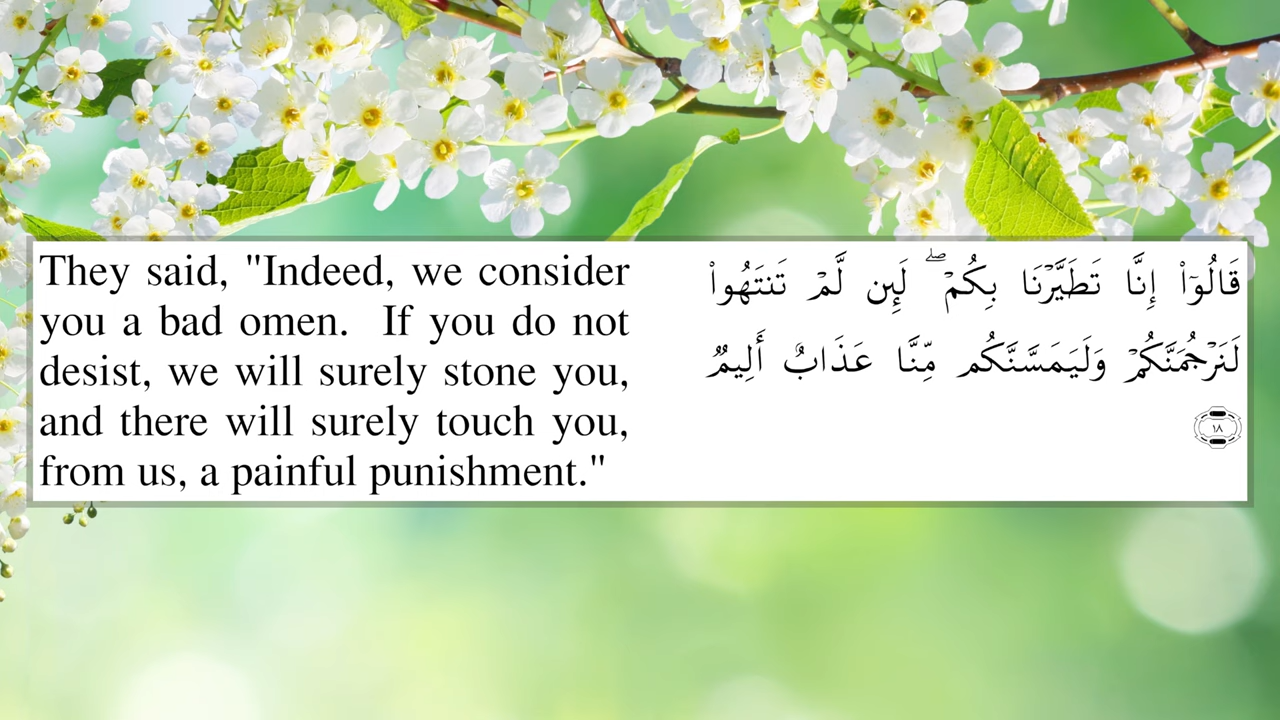 They said, "Indeed, we consider
you a bad omen.  If you do not
desist, we will surely stone you,
and there will surely touch you,
from us, a painful punishment."
قَالُوٓا۟ إِنَّا تَطَيَّرْنَا بِكُمْ ۖ لَئِن لَّمْ تَنتَهُوا۟
لَنَرْجُمَنَّكُمْ وَلَيَمَسَّنَّكُم مِّنَّا عَذَابٌ أَلِيمٌ
١٨